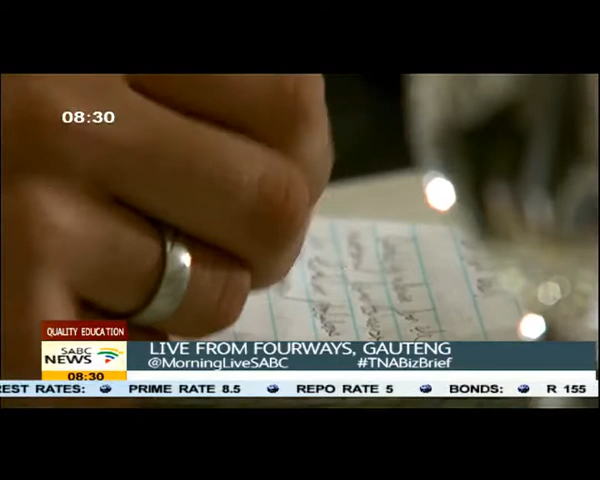 08:30
QUALITY EDUCATION
SABC
NEWS
LIVE FROM FOURWAYS, GAUTENG
@MorningLiveSABC #TNABizBrief
08:30
EST RATES: PRIME RATE 8.5 REPO RATE 5 BONDS: R 155